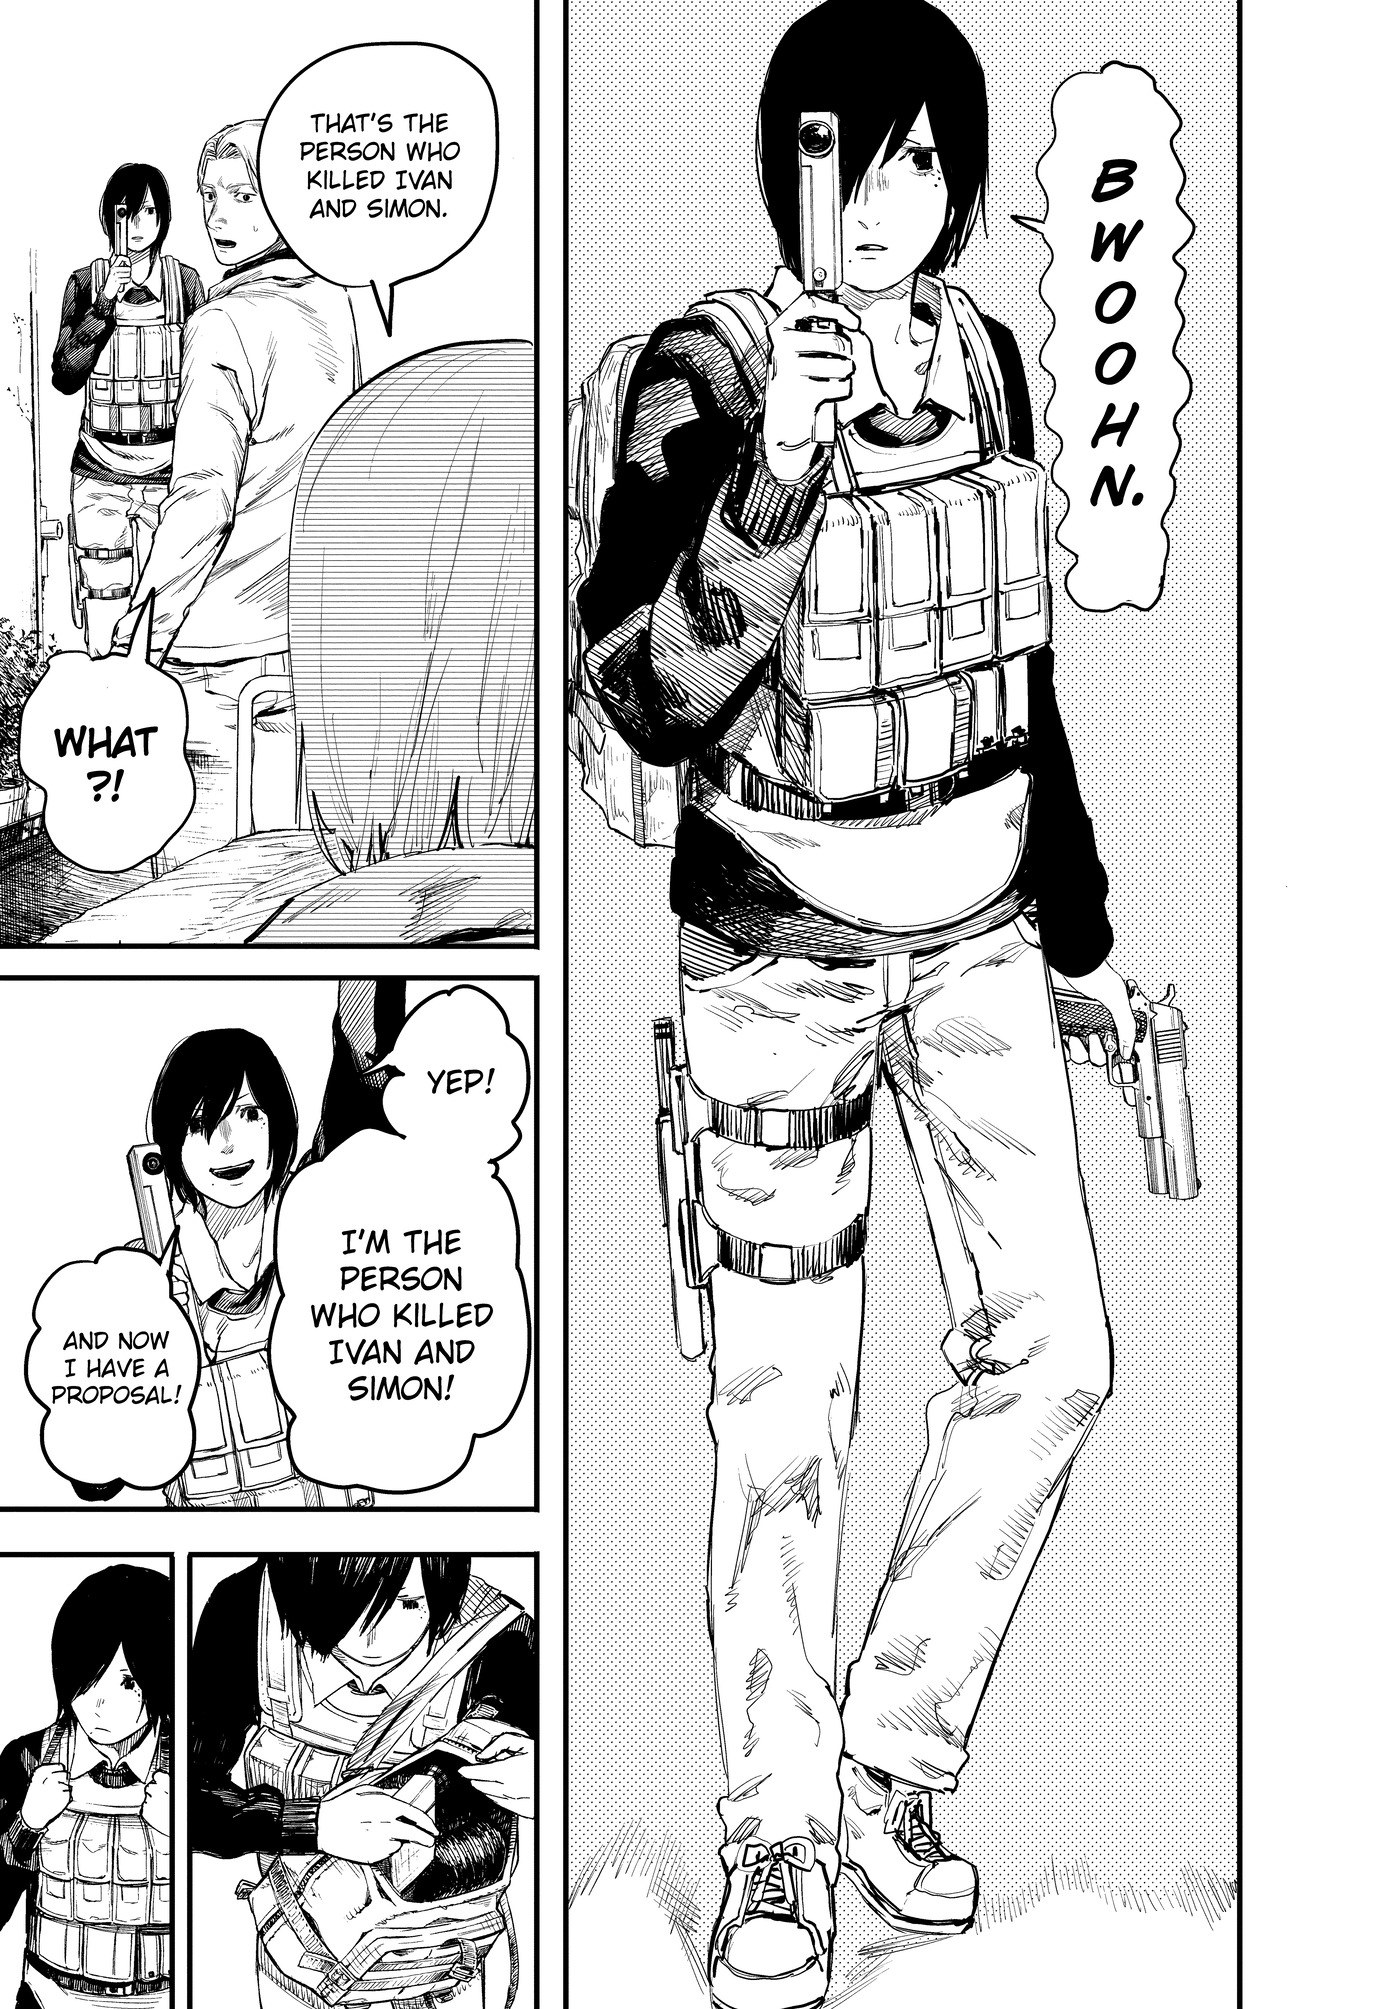 BWOOHN.
THAT'S THE
PERSON WHO
KILLED IVAN
AND SIMON.
WHAT
?!
YEP!
I'M THE
PERSON
WHO KILLED
IVAN AND
SIMON!
AND NOW
I HAVE A
PROPOSAL!